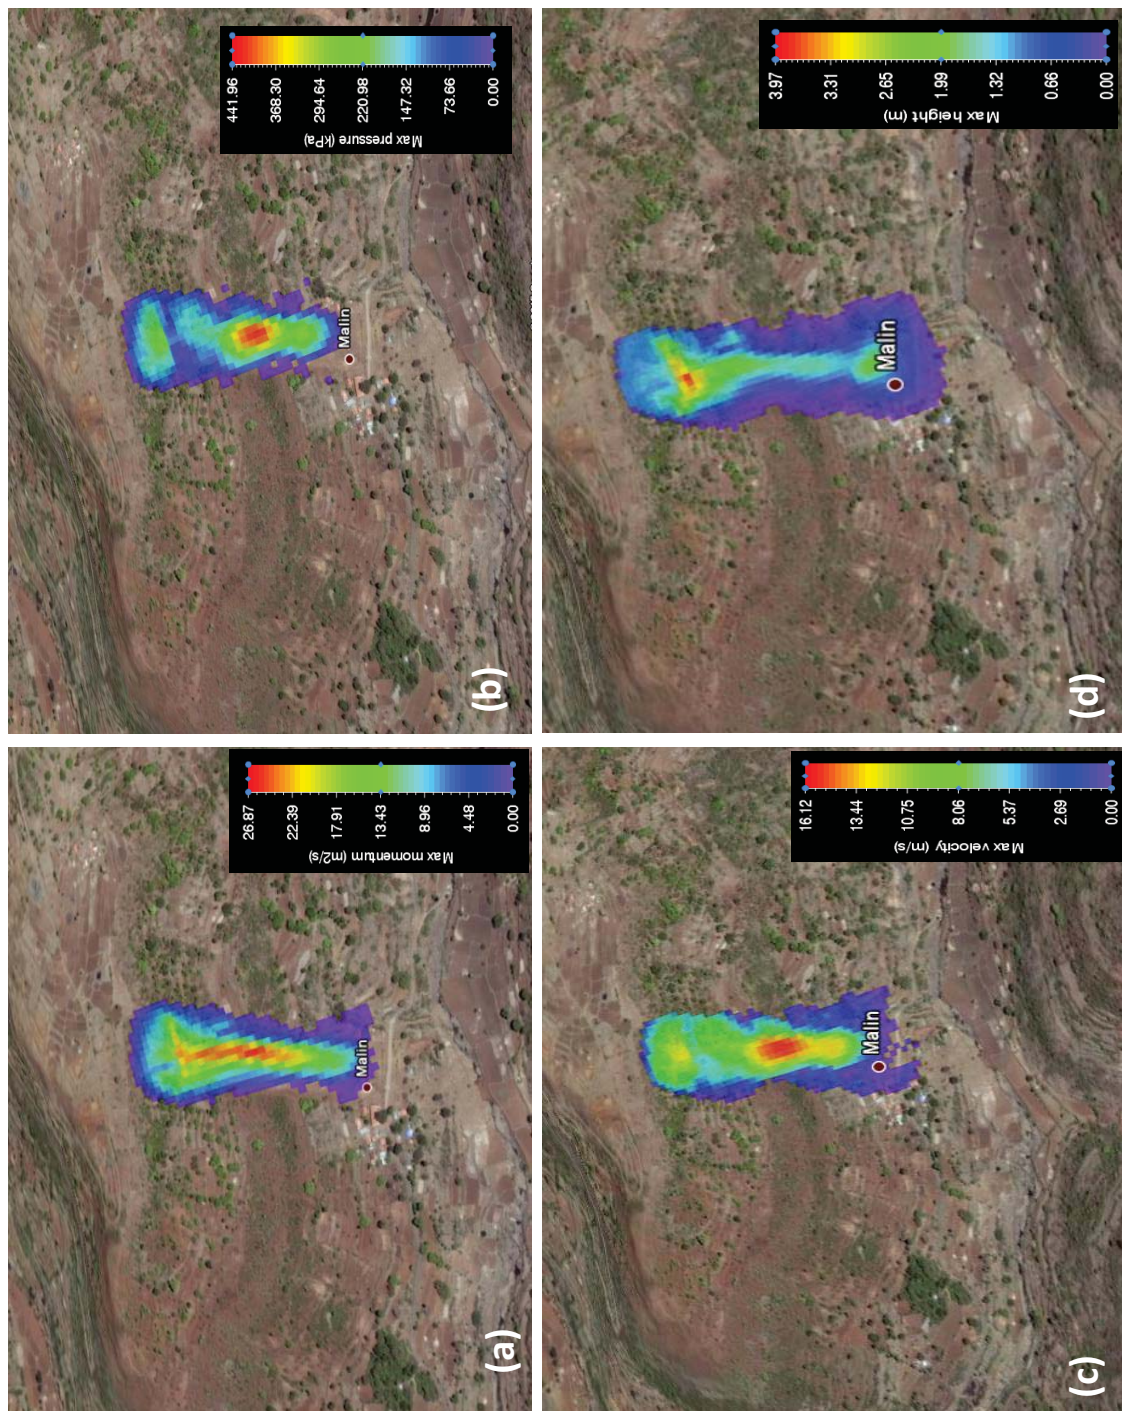 (a)
Malin
26.87
22.39
17.91
13.43
8.96
4.48
0.00
Max momentum (m2/s)
(b)
Malin
441.96
368.30
294.64
220.98
147.32
73.66
0.00
Max pressure (kPa)
(c)
Malin
16.12
13.44
10.75
8.06
5.37
2.69
0.00
Max velocity (m/s)
(d)
Malin
3.97
3.31
2.65
1.99
1.32
0.66
0.00
Max height (m)